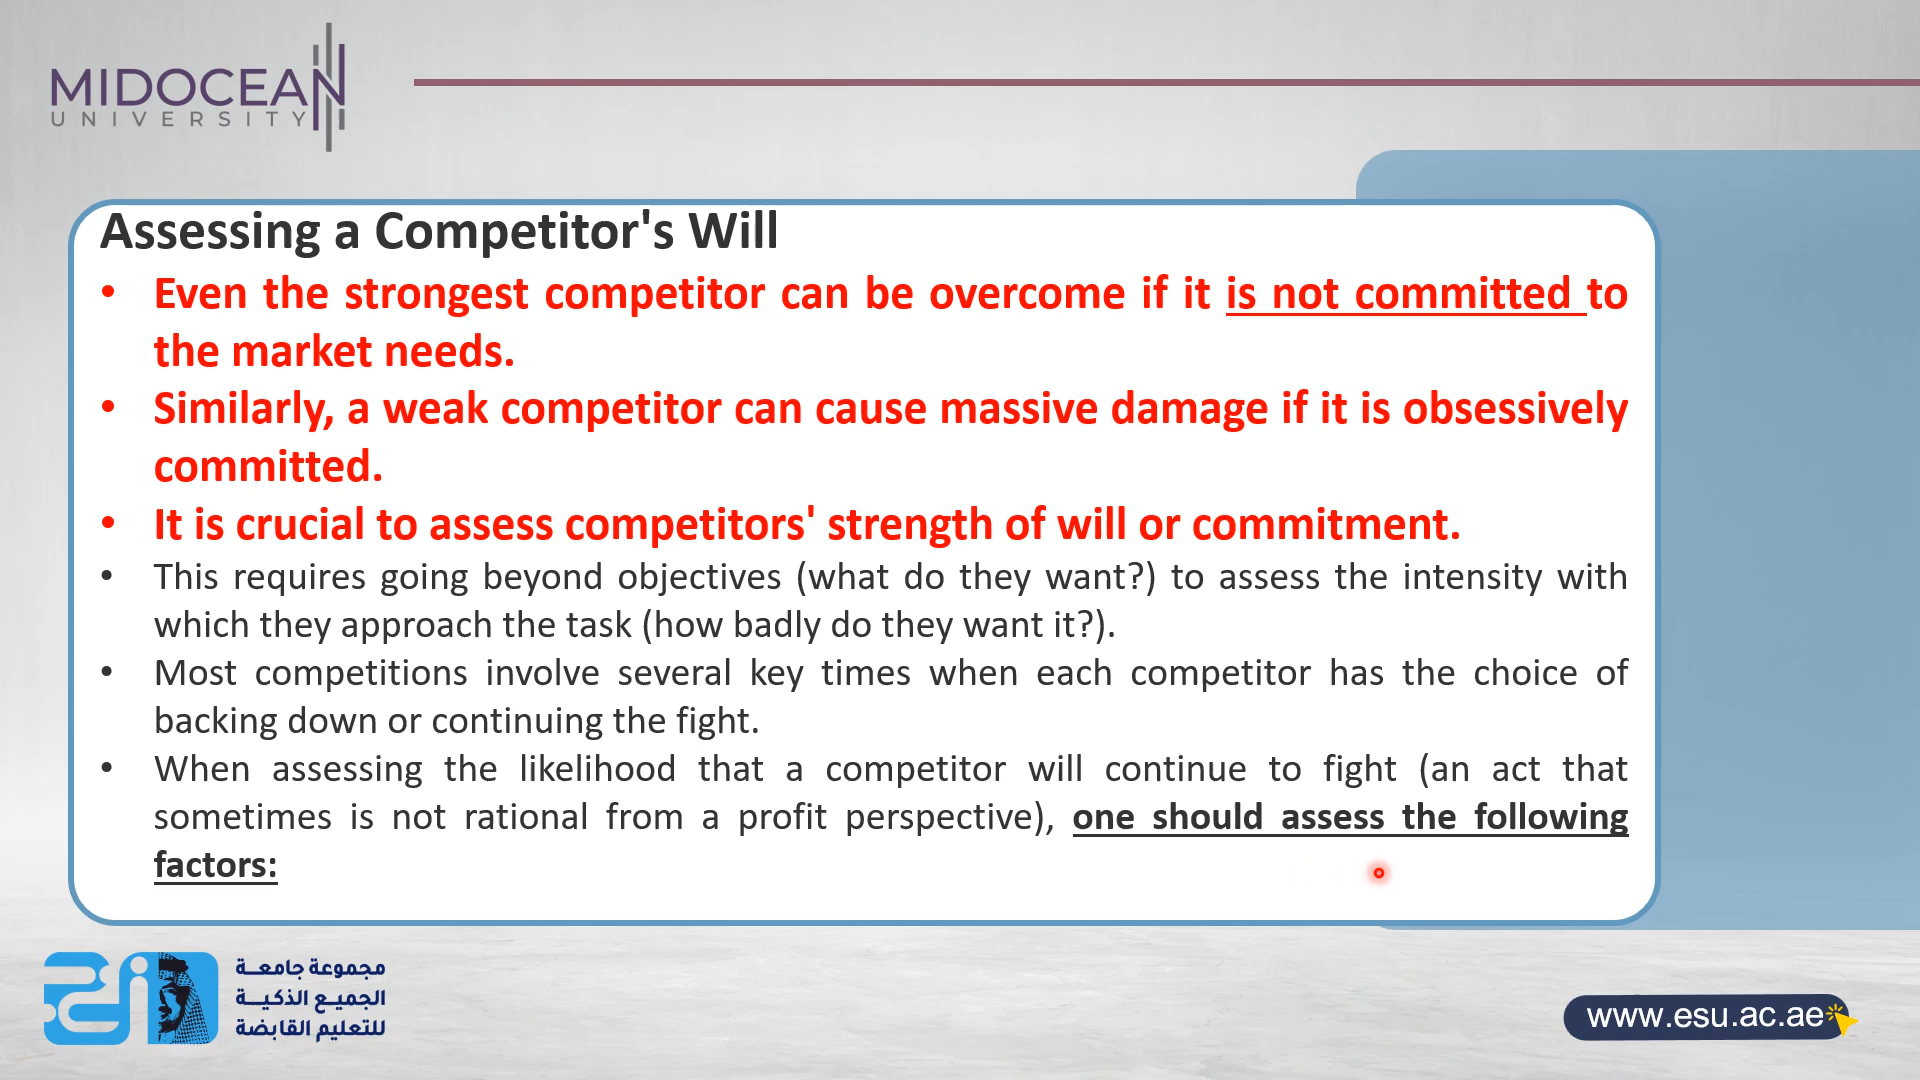 MIDOCEAN
UNIVERSITY
Assessing a Competitor's Will
• Even the strongest competitor can be overcome if it is not committed to
the market needs.
• Similarly, a weak competitor can cause massive damage if it is obsessively
committed.
• It is crucial to assess competitors' strength of will or commitment.
• This requires going beyond objectives (what do they want?) to assess the intensity with
which they approach the task (how badly do they want it?).
• Most competitions involve several key times when each competitor has the choice of
backing down or continuing the fight.
• When assessing the likelihood that a competitor will continue to fight (an act that
sometimes is not rational from a profit perspective), one should assess the following
factors:
مجموعة جامعة
الجميع الذكية
للتعليم القابضة
www.esu.ac.ae